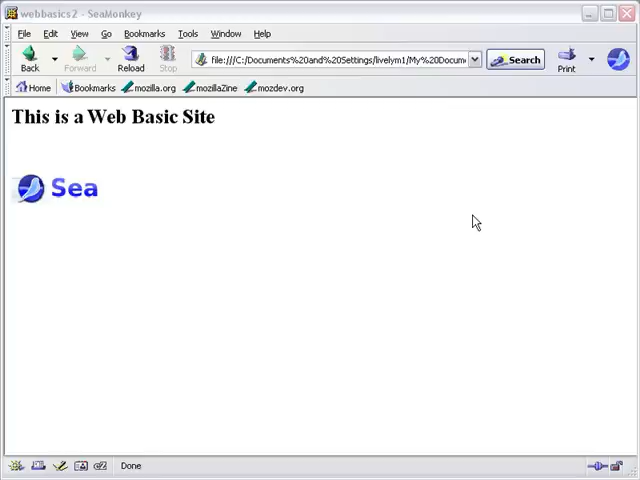 webbasics2 - SeaMonkey
File Edit View Go Bookmarks Tools Window Help
Back Forward Reload Stop file:///C:/Documents%20and%20Settings/livelym1/My%20Docum Search Print
Home Bookmarks mozilla.org mozillaZine mozdev.org
This is a Web Basic Site
Sea
Done